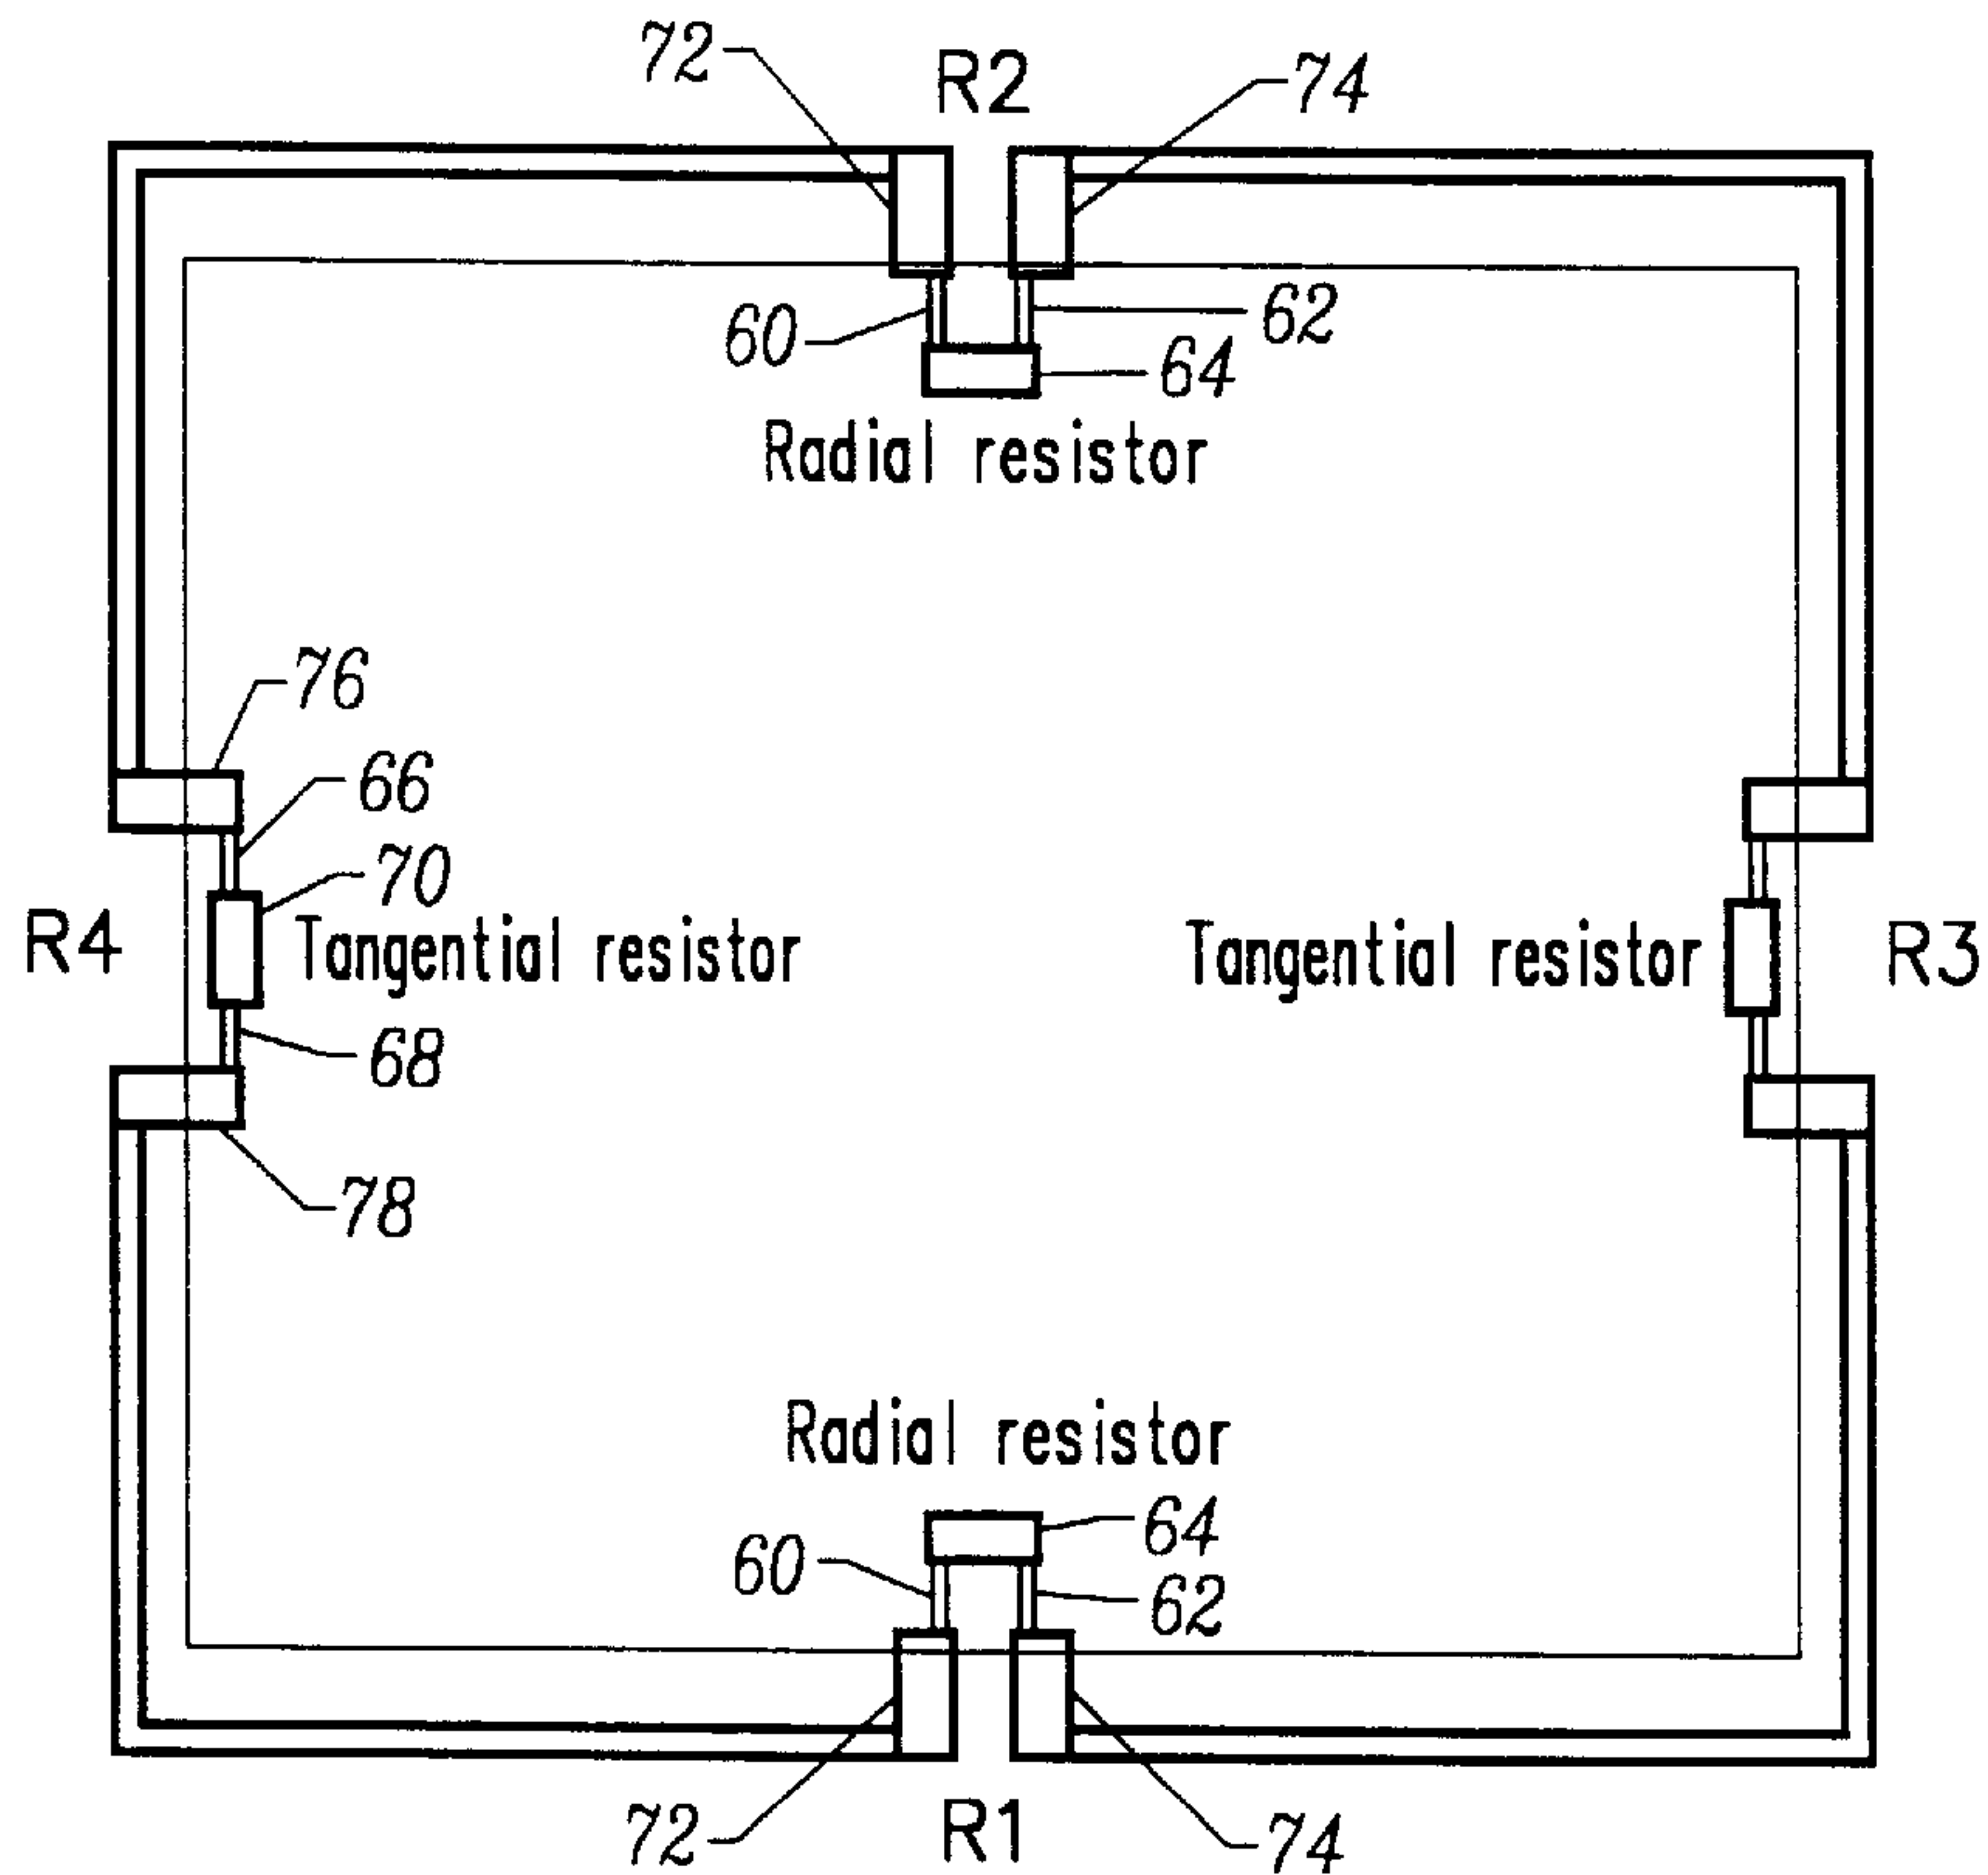 72
R2
74
60
62
64
Radial resistor
76
66
70
R4
Tangential resistor
Tangential resistor
R3
68
78
Radial resistor
64
60
62
72
R1
74